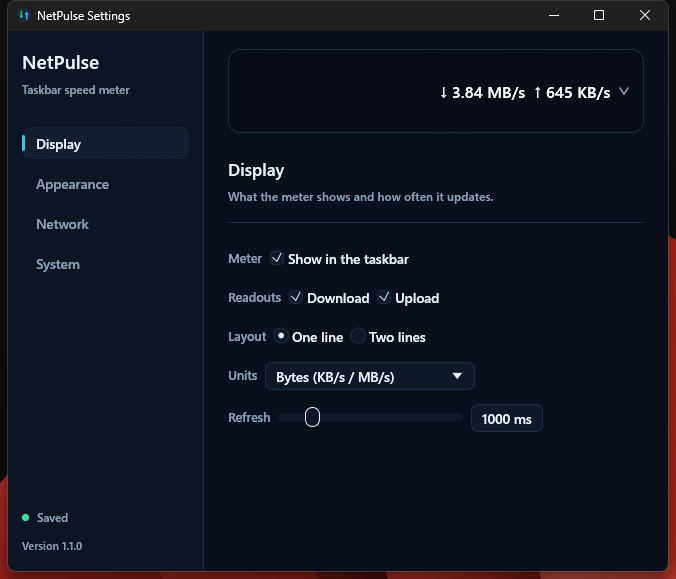 NetPulse Settings
NetPulse
Taskbar speed meter
Display
Appearance
Network
System
Saved
Version 1.1.0
↓ 3.84 MB/s ↑ 645 KB/s
Display
What the meter shows and how often it updates.
Meter Show in the taskbar
Readouts Download Upload
Layout One line Two lines
Units Bytes (KB/s / MB/s)
Refresh 1000 ms